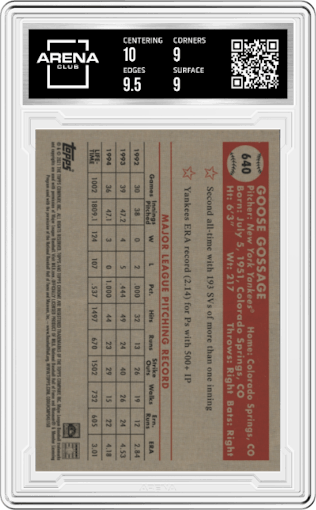 ARENA
CLUB
CENTERING
10
CORNERS
9
EDGES
9.5
SURFACE
9
640
GOOSE GOSSAGE
Pitcher: New York Yankees® Home: Colorado Springs, CO
Born: July 5, 1951, Colorado Springs, CO
Ht: 6'3" Wt: 217 Throws: Right Bats: Right
☆ Second all-time with 193 SVs of more than one inning
☆ Yankees ERA record (2.14) for Ps with 500+ IP
MAJOR LEAGUE PITCHING RECORD
Games Innings Pitched W L Pct. Hits Runs Strike Outs Walks Ern. Runs ERA
1992 30 38 0 2 .000 32 13 26 19 12 2.84
1993 39 47.2 4 5 .444 49 24 40 26 24 4.53
1994 36 47.1 3 0 1.000 44 23 29 15 22 4.18
LIFE TIME 1002 1809.1 124 107 .537 1497 670 1502 732 605 3.01
Topps
ARENA